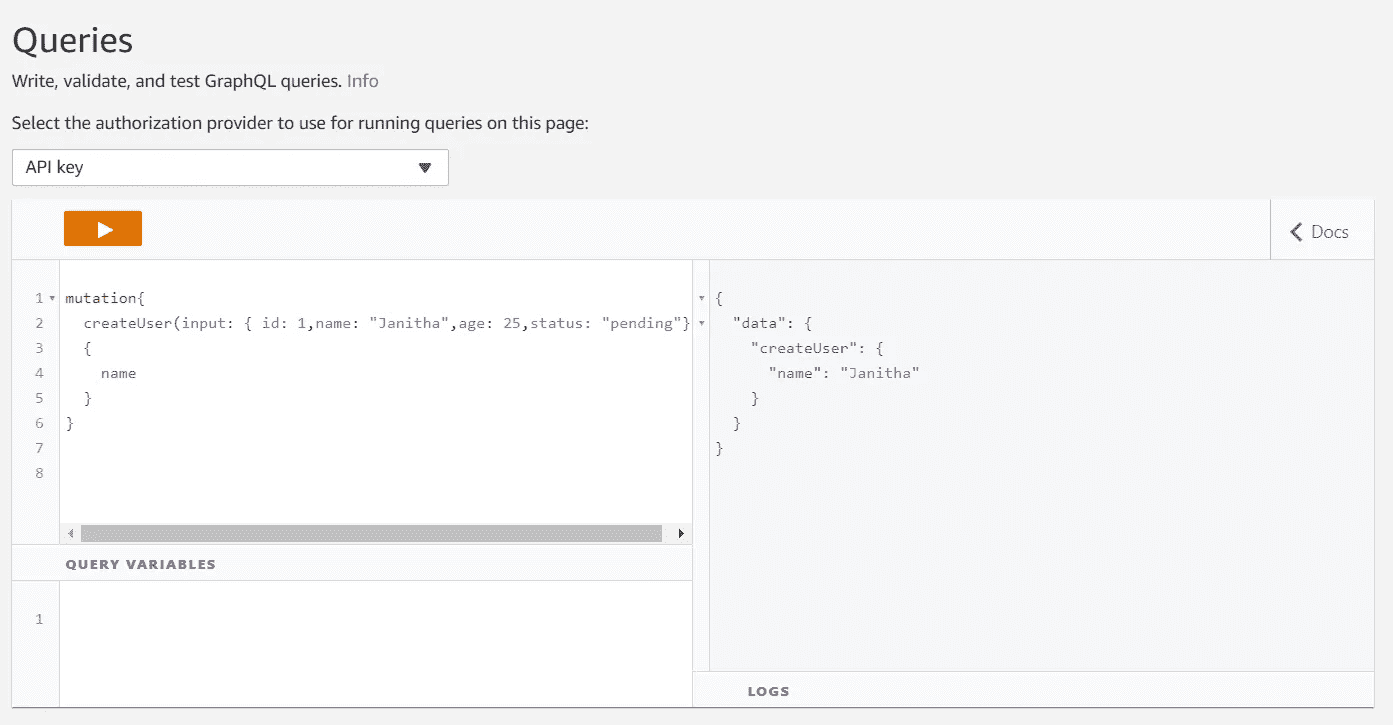 Queries
Write, validate, and test GraphQL queries. Info
Select the authorization provider to use for running queries on this page:
API key
Docs
1 mutation{
2 createUser(input: { id: 1,name: "Janitha",age: 25,status: "pending"}
3 {
4 name
5 }
6 }
7
8
QUERY VARIABLES
1
{
"data": {
"createUser": {
"name": "Janitha"
}
}
}
LOGS